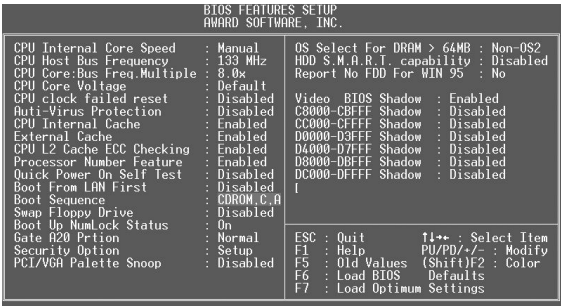 BIOS FEATURES SETUP
AWARD SOFTWARE, INC.
CPU Internal Core Speed : Manual
CPU Host Bus Frequency : 133 MHz
CPU Core:Bus Freq.Multiple : 8.0x
CPU Core Voltage : Default
CPU clock failed reset : Disabled
Auti-Virus Protection : Disabled
CPU Internal Cache : Enabled
External Cache : Enabled
CPU L2 Cache ECC Checking : Enabled
Processor Number Feature : Enabled
Quick Power On Self Test : Disabled
Boot From LAN First : Disabled
Boot Sequence : CDROM,C,A
Swap Floppy Drive : Disabled
Boot Up NumLock Status : On
Gate A20 Prtion : Normal
Security Option : Setup
PCI/VGA Palette Snoop : Disabled
OS Select For DRAM > 64MB : Non-OS2
HDD S.M.A.R.T. capability : Disabled
Report No FDD For WIN 95 : No
Video BIOS Shadow : Enabled
C8000-CBFFF Shadow : Disabled
CC000-CFFFF Shadow : Disabled
D0000-D3FFF Shadow : Disabled
D4000-D7FFF Shadow : Disabled
D8000-DBFFF Shadow : Disabled
DC000-DFFFF Shadow : Disabled
[
ESC : Quit ↑↓→← : Select Item
F1 : Help PU/PD/+/- : Modify
F5 : Old Values (Shift)F2 : Color
F6 : Load BIOS Defaults
F7 : Load Optimum Settings